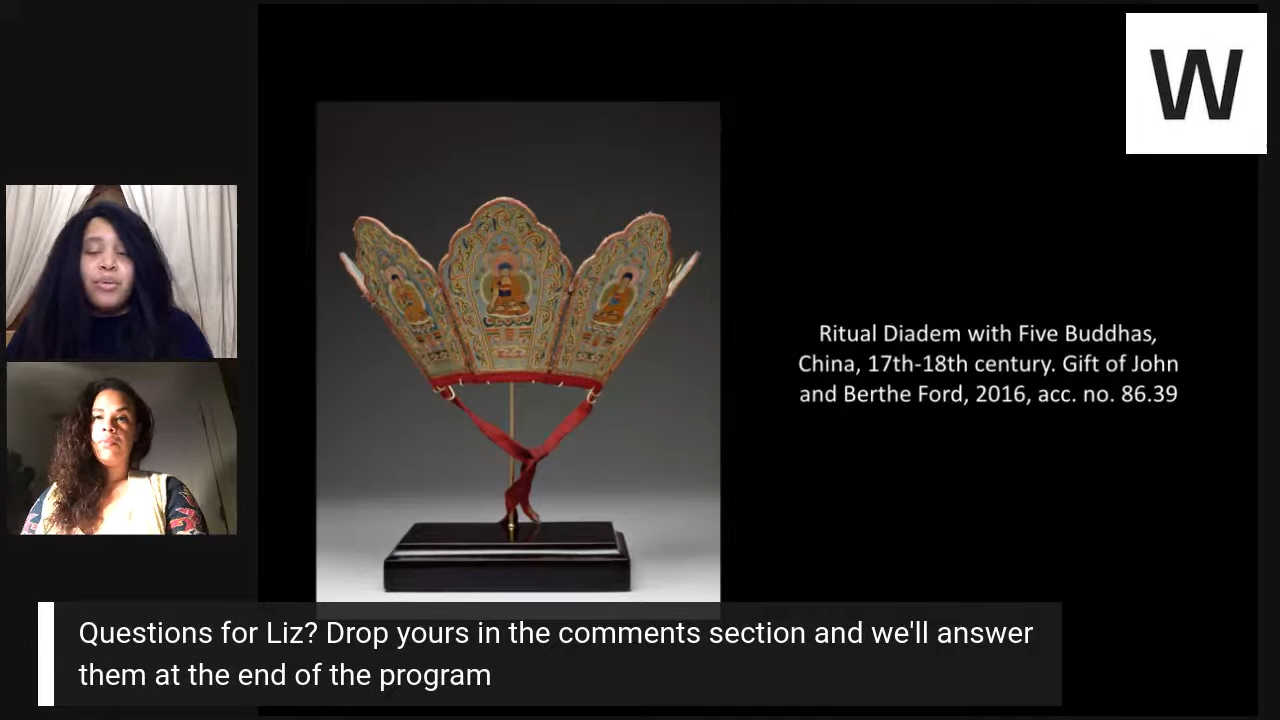 W
Ritual Diadem with Five Buddhas,
China, 17th-18th century. Gift of John
and Berthe Ford, 2016, acc. no. 86.39
Questions for Liz? Drop yours in the comments section and we'll answer
them at the end of the program